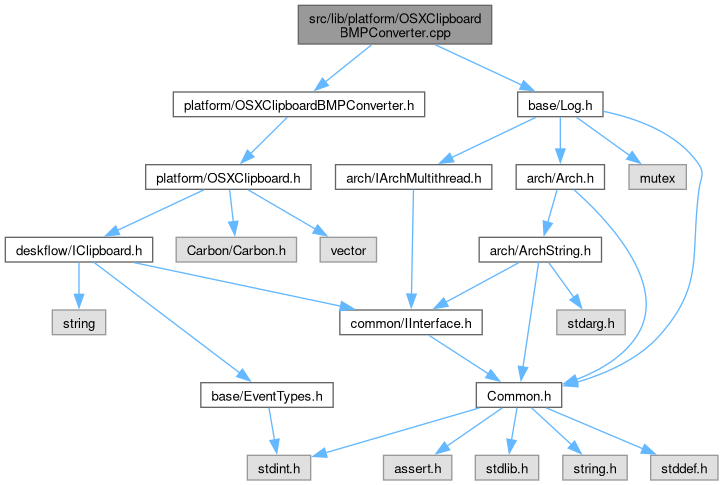 src/lib/platform/OSXClipboard
BMPConverter.cpp
platform/OSXClipboardBMPConverter.h
base/Log.h
platform/OSXClipboard.h
arch/IArchMultithread.h
arch/Arch.h
mutex
deskflow/IClipboard.h
Carbon/Carbon.h
vector
arch/ArchString.h
string
common/IInterface.h
stdarg.h
base/EventTypes.h
Common.h
stdint.h
assert.h
stdlib.h
string.h
stddef.h